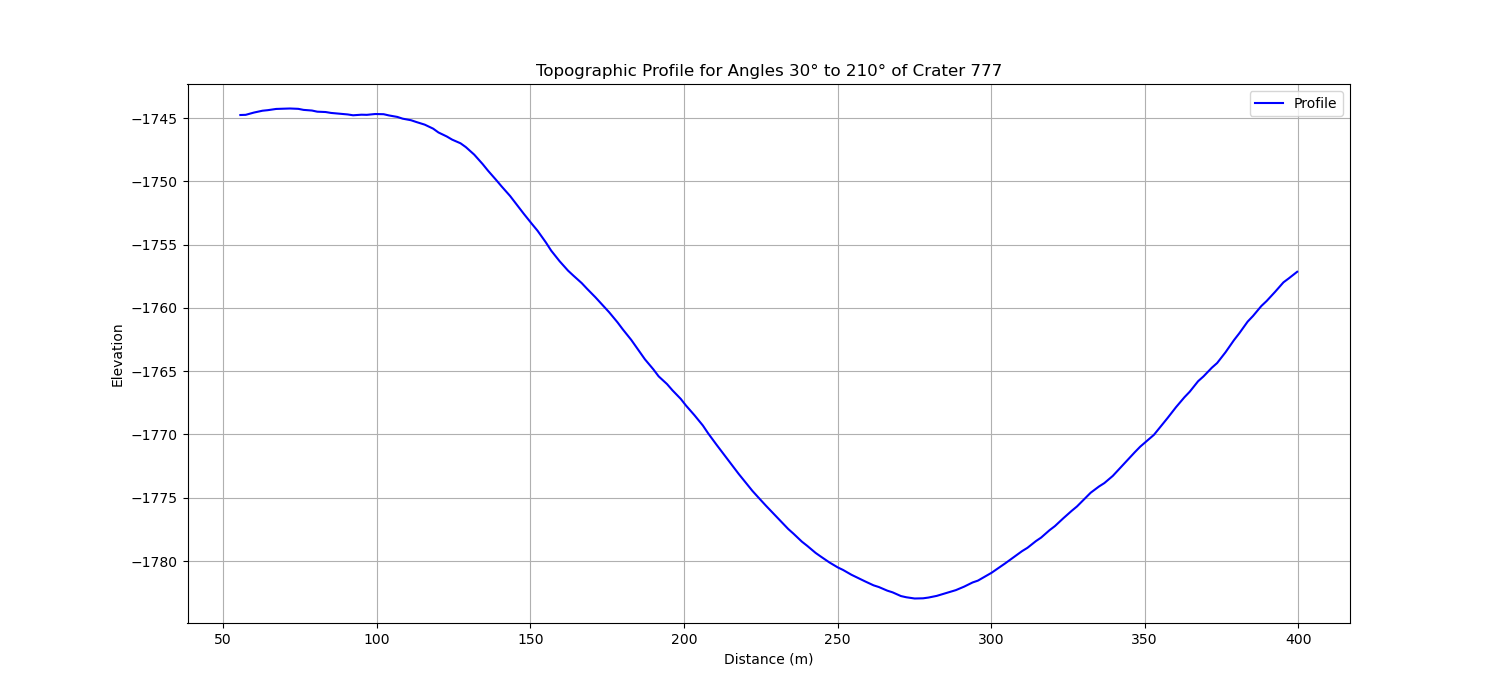 Topographic Profile for Angles 30° to 210° of Crater 777
Profile
−1745
−1750
−1755
−1760
−1765
−1770
−1775
−1780
Elevation
50 100 150 200 250 300 350 400
Distance (m)